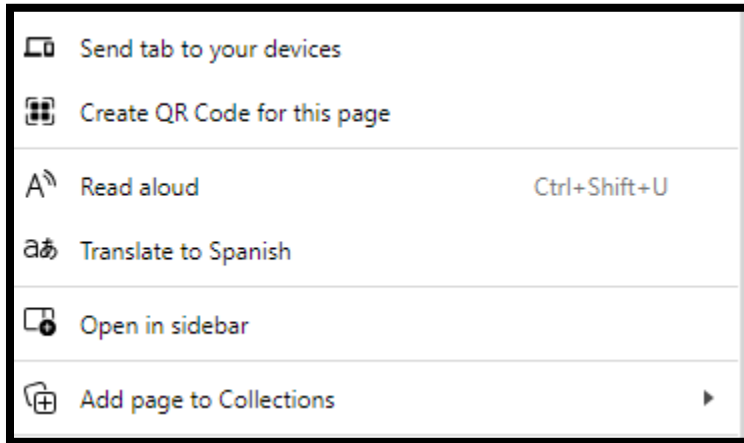 Send tab to your devices
Create QR Code for this page
Read aloud Ctrl+Shift+U
Translate to Spanish
Open in sidebar
Add page to Collections